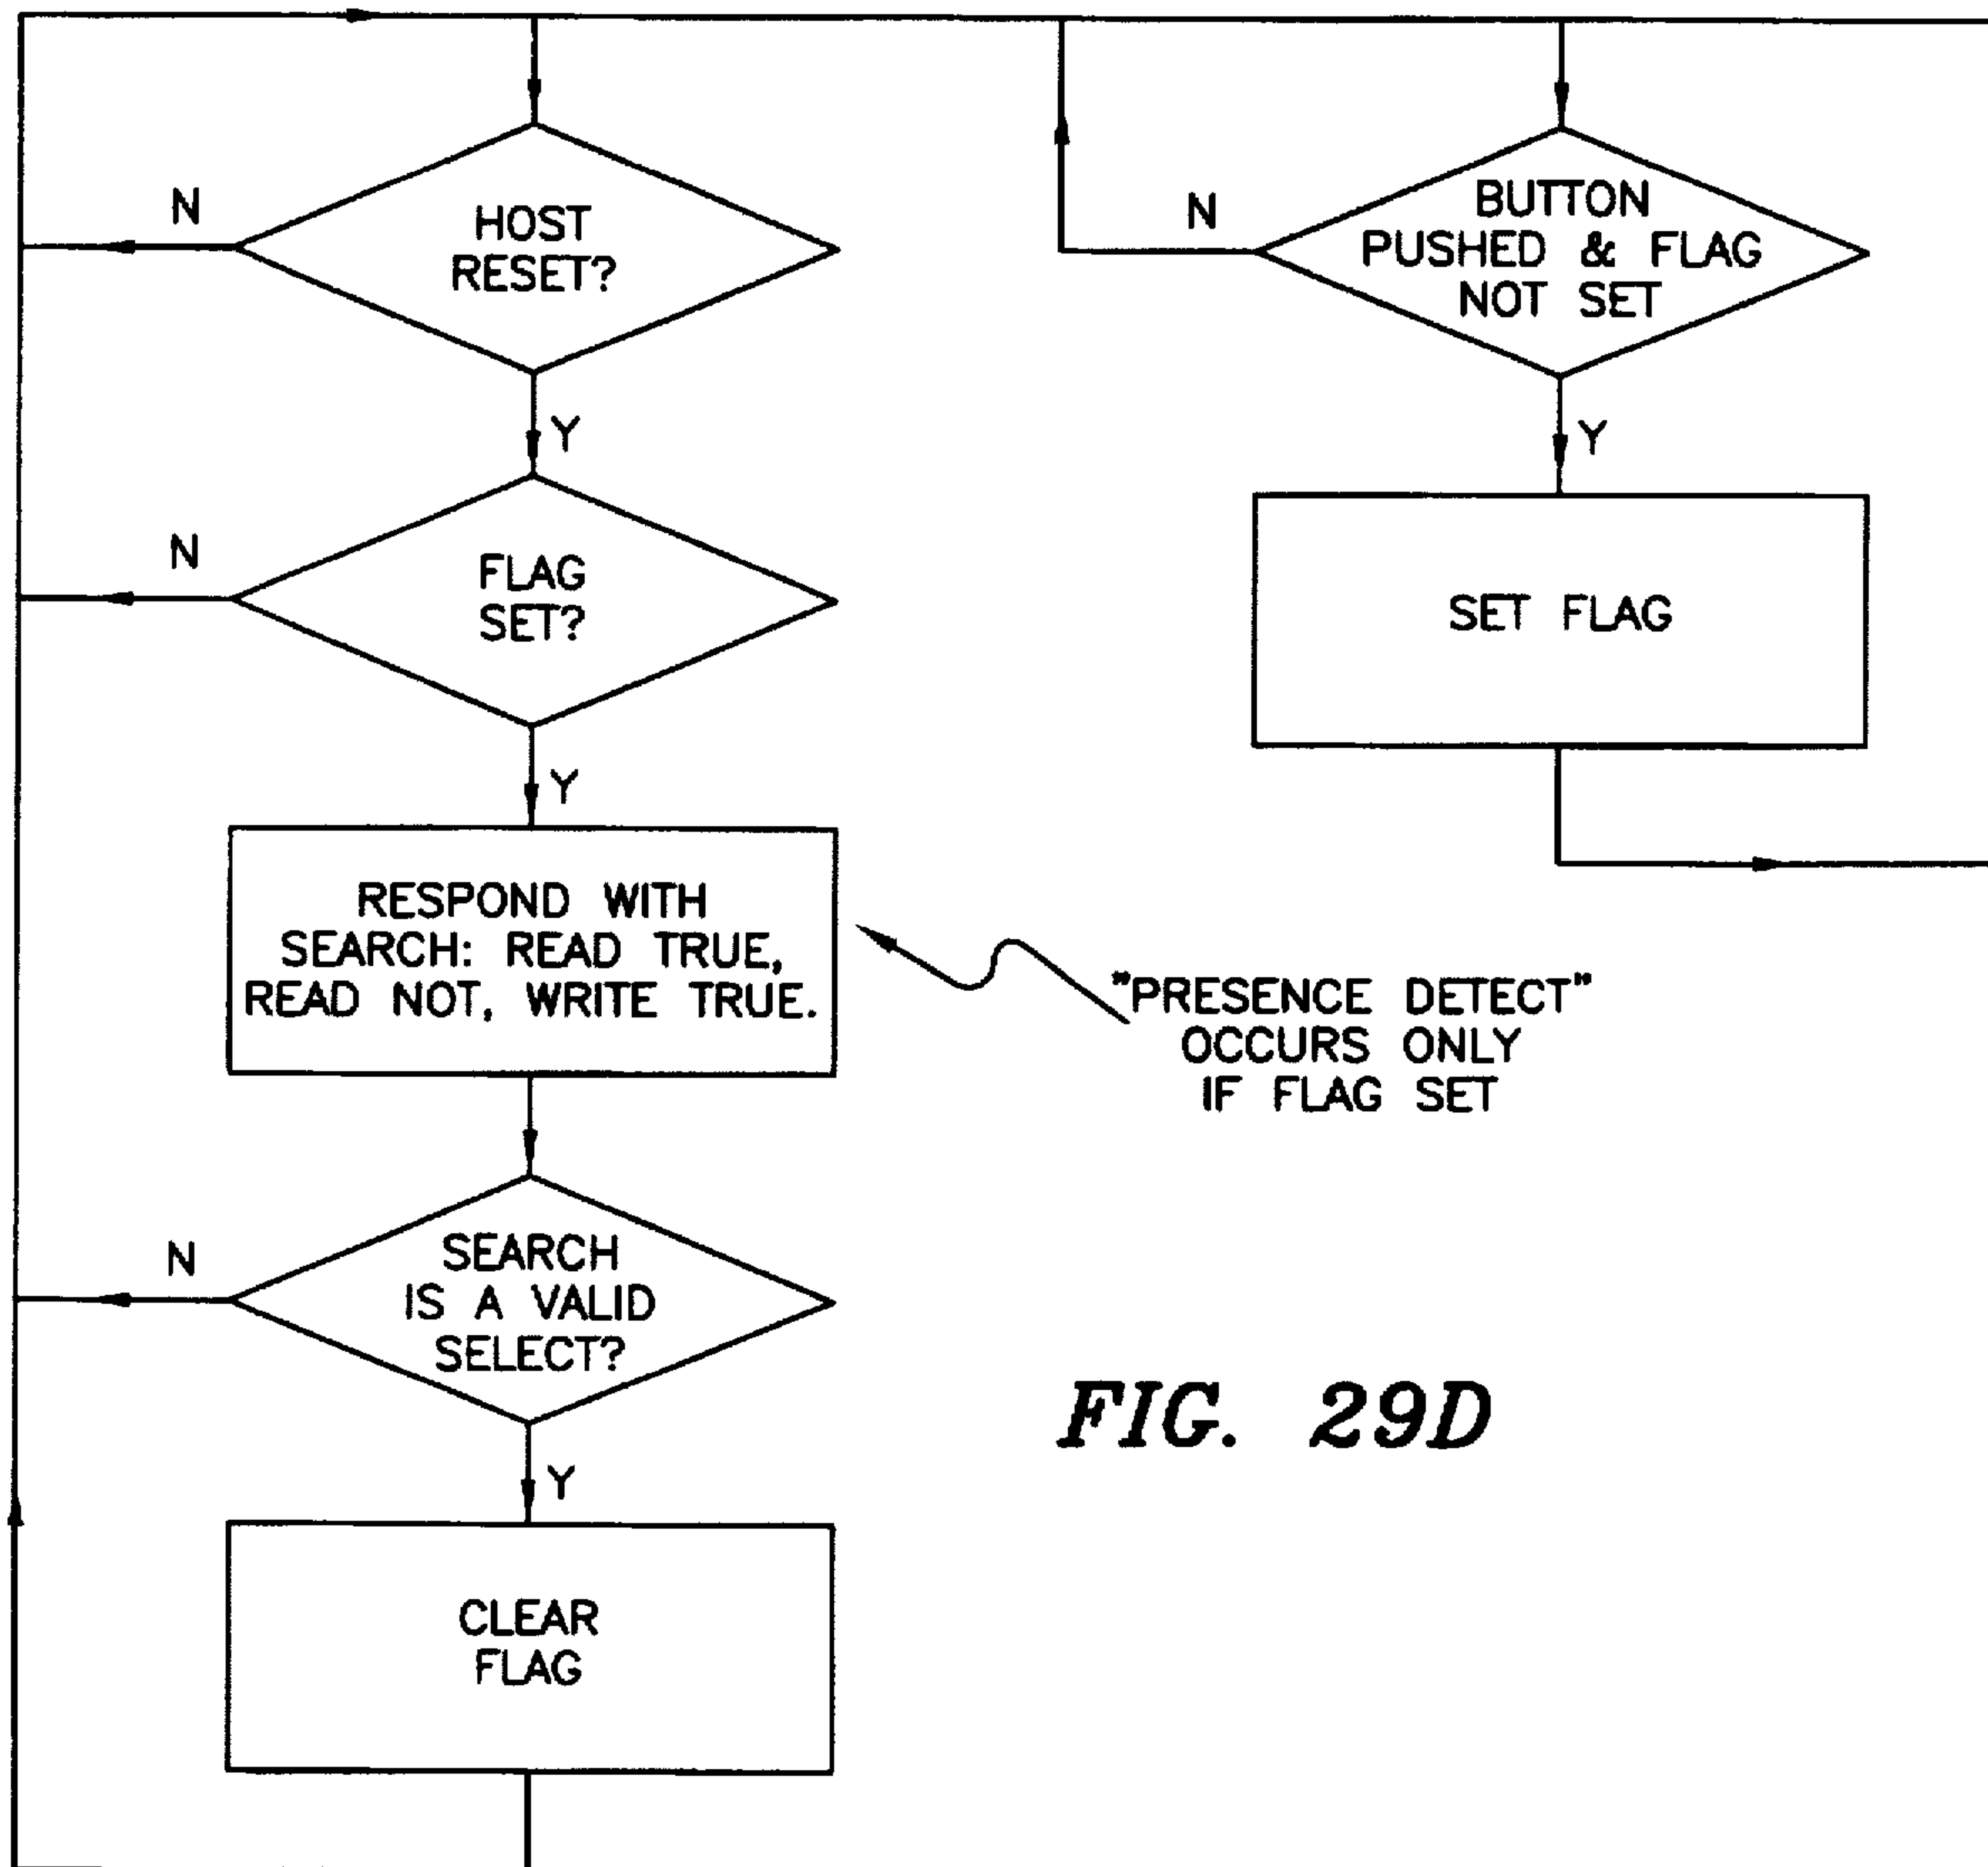 N
HOST
RESET?
Y
N
FLAG
SET?
Y
RESPOND WITH
SEARCH: READ TRUE,
READ NOT, WRITE TRUE.
N
SEARCH
IS A VALID
SELECT?
Y
CLEAR
FLAG
N
BUTTON
PUSHED & FLAG
NOT SET
Y
SET FLAG
"PRESENCE DETECT"
OCCURS ONLY
IF FLAG SET
FIG. 29D